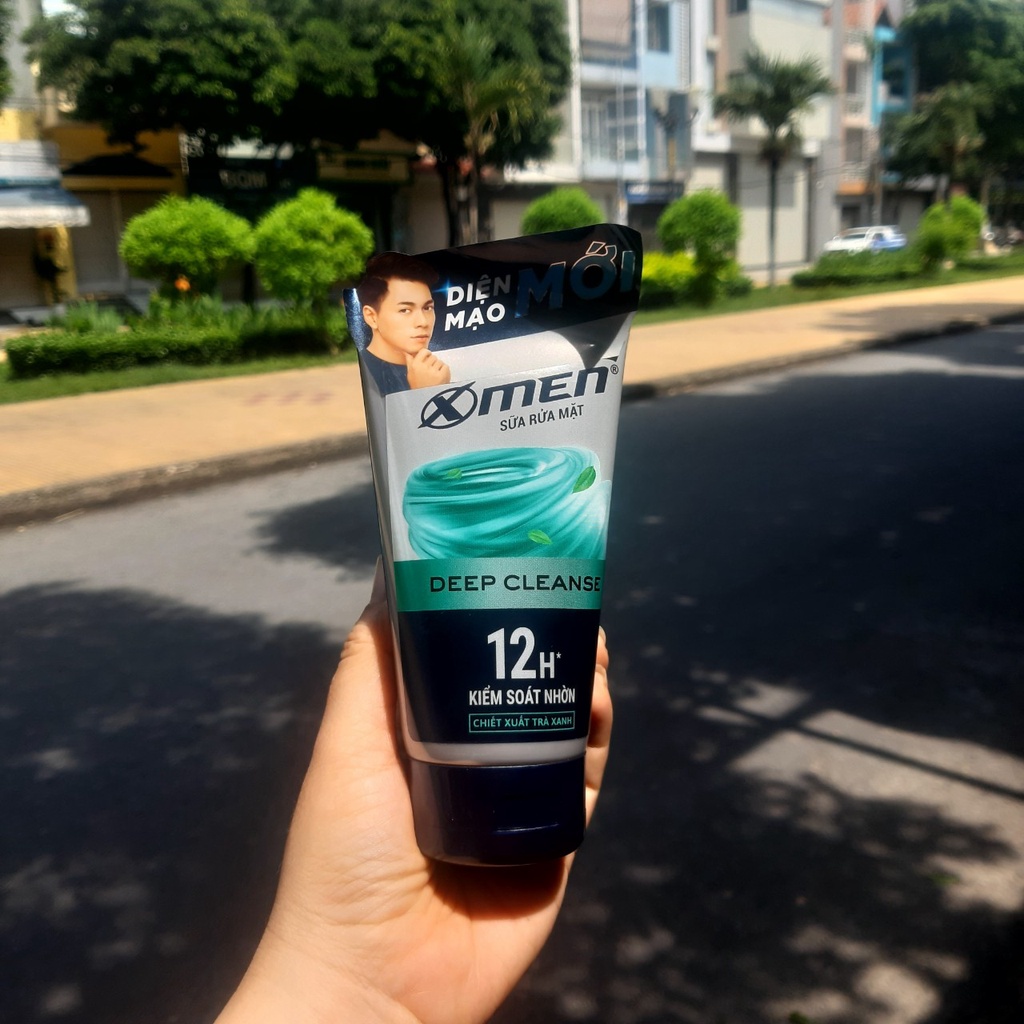 DIỆN MỚI
MẠO
XMEN®
SỮA RỬA MẶT
DEEP CLEANSE
12H*
KIỂM SOÁT NHỜN
CHIẾT XUẤT TRÀ XANH